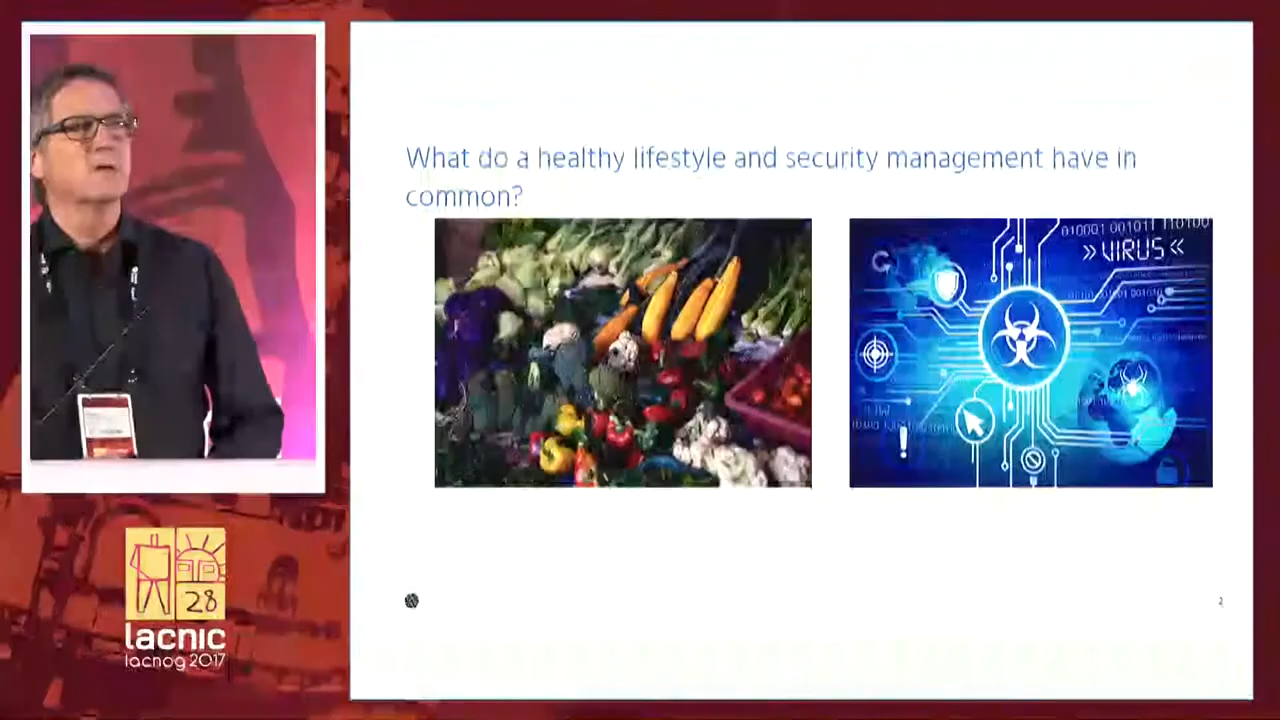 What do a healthy lifestyle and security management have in
common?
010001 001011 110100
»VIRUS«
28
lacnic
lacnog 2017
2